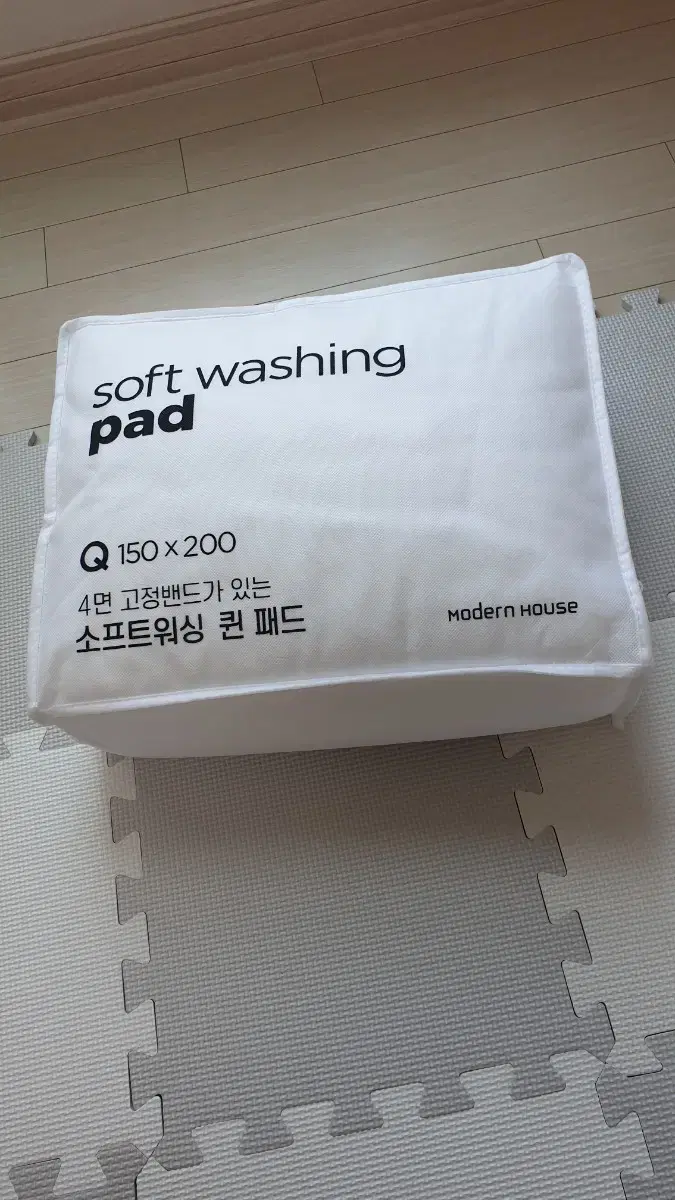 soft washing
pad
Q 150 x 200
4면 고정밴드가 있는
소프트워싱 퀸 패드
Modern House